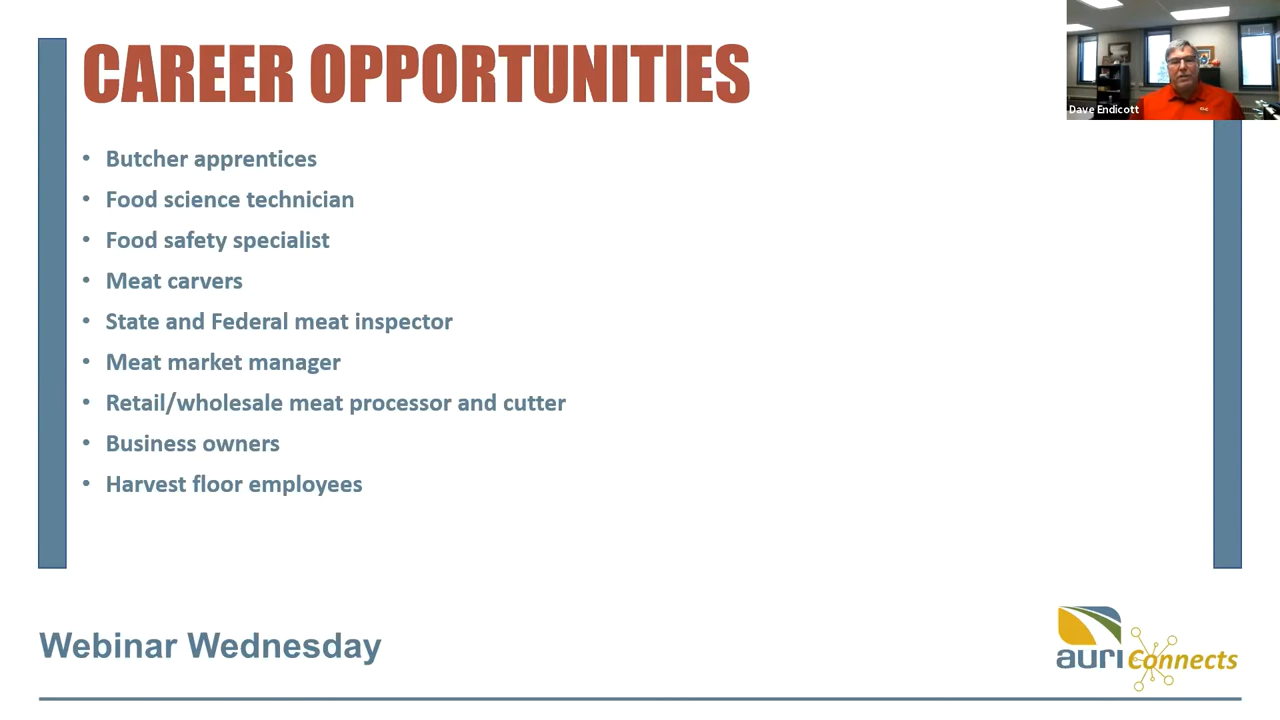 CAREER OPPORTUNITIES
Dave Endicott
• Butcher apprentices
• Food science technician
• Food safety specialist
• Meat carvers
• State and Federal meat inspector
• Meat market manager
• Retail/wholesale meat processor and cutter
• Business owners
• Harvest floor employees
Webinar Wednesday
auri Connects